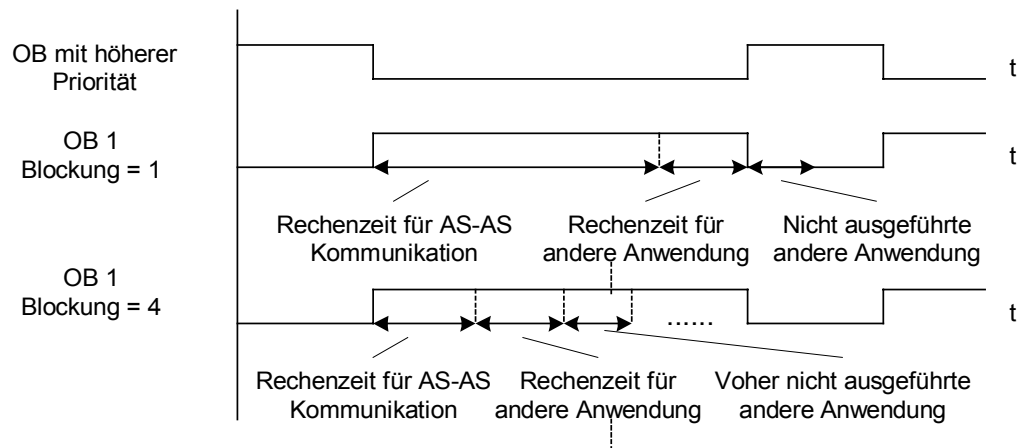 OB mit höherer
Priorität
t
OB 1
Blockung = 1
t
Rechenzeit für AS-AS
Kommunikation
Rechenzeit für
andere Anwendung
Nicht ausgeführte
andere Anwendung
OB 1
Blockung = 4
......
t
Rechenzeit für AS-AS
Kommunikation
Rechenzeit für
andere Anwendung
Voher nicht ausgeführte
andere Anwendung